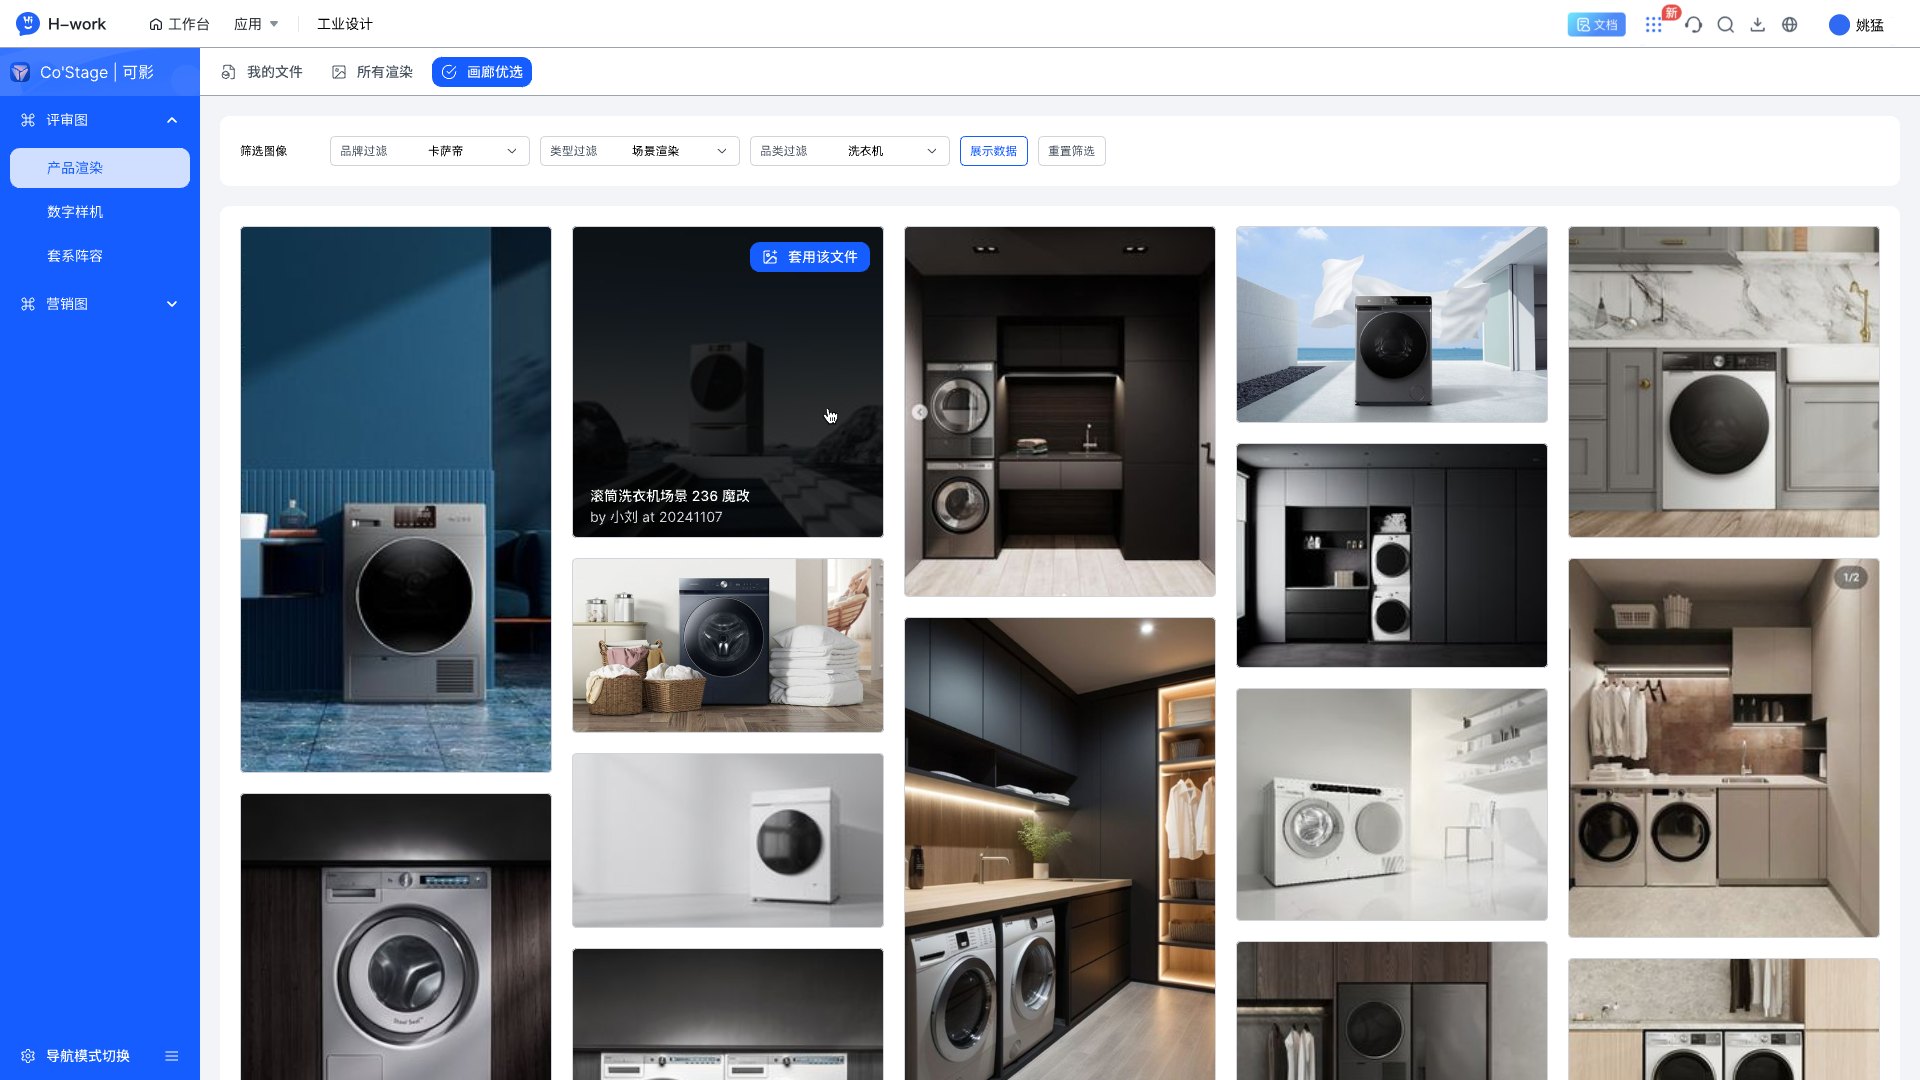 H-work
工作台
应用
工业设计
文档
新
姚猛
Co'Stage | 可影
我的文件
所有渲染
画廊优选
评审图
产品渲染
数字样机
套系阵容
营销图
筛选图像
品牌过滤
卡萨帝
类型过滤
场景渲染
品类过滤
洗衣机
展示数据
重置筛选
套用该文件
滚筒洗衣机场景 236 魔改
by 小刘 at 20241107
1/2
Steel Seal™
导航模式切换